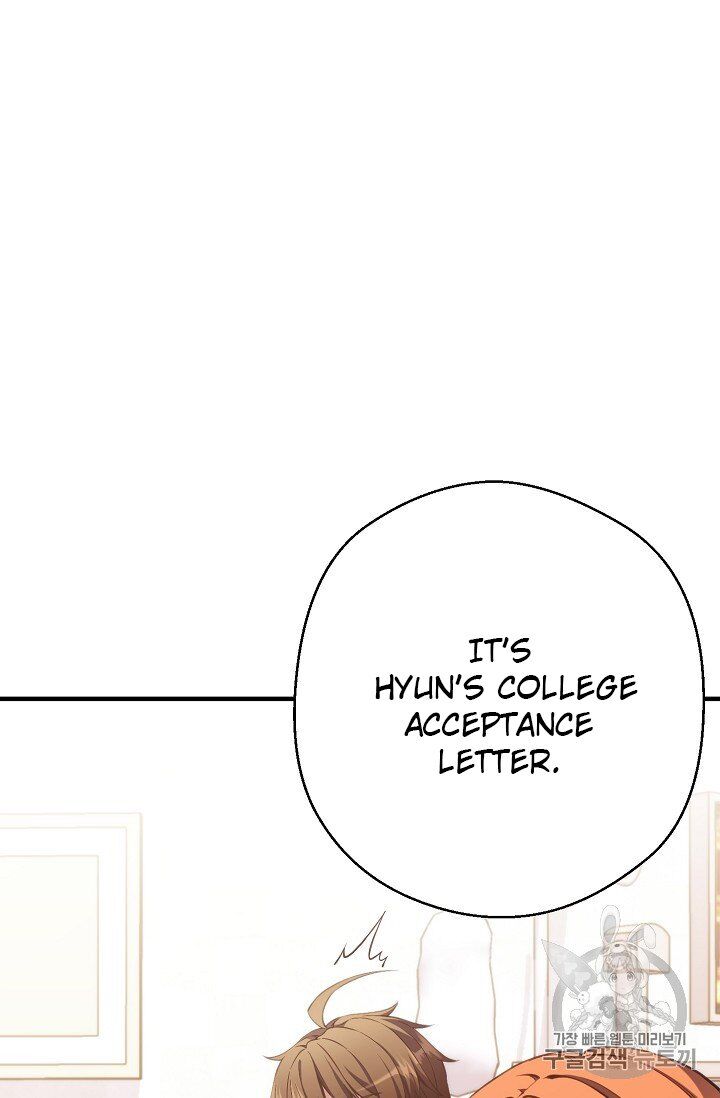 IT'S
HYUN'S COLLEGE
ACCEPTANCE
LETTER.
가장 빠른 웹툰 미리보기
구글검색 뉴토끼